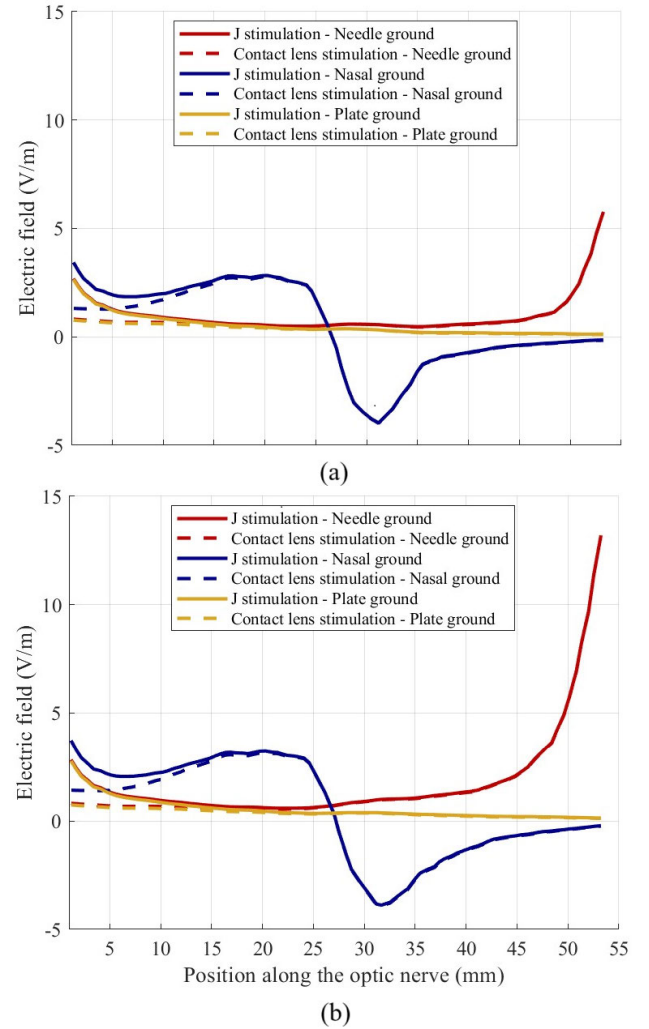 15
10
5
0
-5
Electric field (V/m)
J stimulation - Needle ground
Contact lens stimulation - Needle ground
J stimulation - Nasal ground
Contact lens stimulation - Nasal ground
J stimulation - Plate ground
Contact lens stimulation - Plate ground
(a)
15
10
5
0
-5
Electric field (V/m)
J stimulation - Needle ground
Contact lens stimulation - Needle ground
J stimulation - Nasal ground
Contact lens stimulation - Nasal ground
J stimulation - Plate ground
Contact lens stimulation - Plate ground
5 10 15 20 25 30 35 40 45 50 55
Position along the optic nerve (mm)
(b)